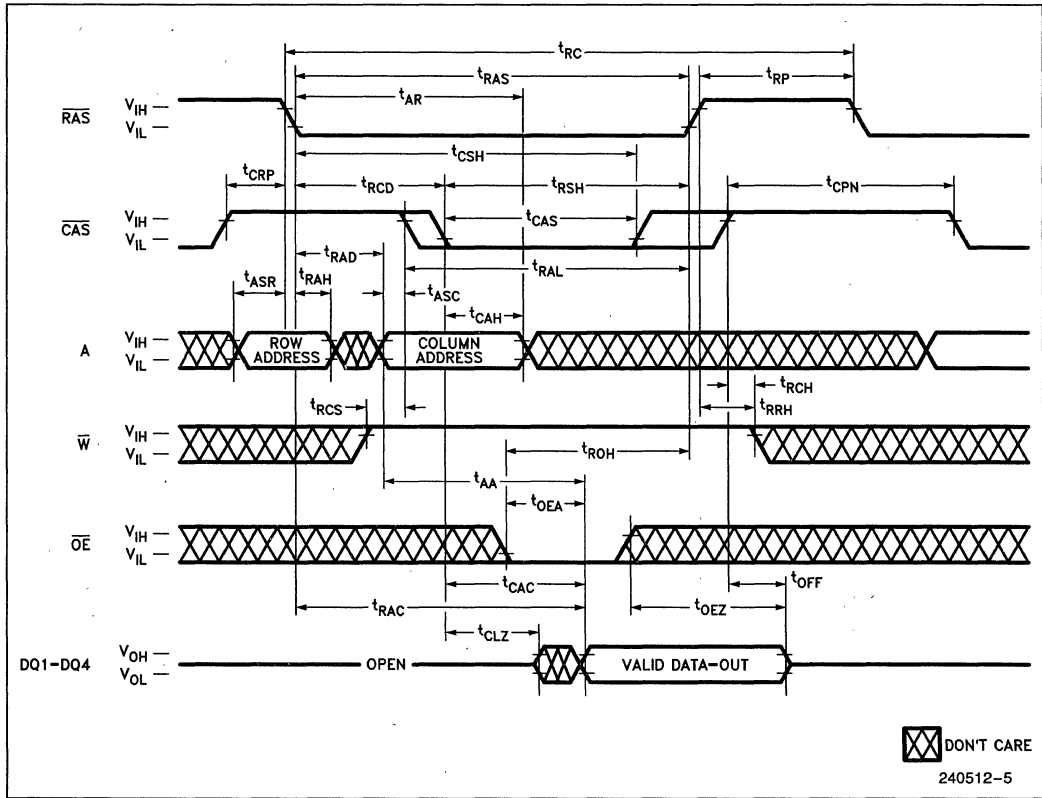 tRC
tRAS
tRP
tAR
RAS
VIH
VIL
tCSH
tCRP
tRCD
tRSH
tCPN
CAS
VIH
VIL
tCAS
tRAD
tRAL
tASR
tRAH
tASC
tCAH
A
VIH
VIL
ROW ADDRESS
COLUMN ADDRESS
tRCH
tRRH
tRCS
W
VIH
VIL
tROH
tAA
tOEA
OE
VIH
VIL
tCAC
tOFF
tRAC
tOEZ
tCLZ
DQ1-DQ4
VOH
VOL
OPEN
VALID DATA-OUT
DON'T CARE
240512-5